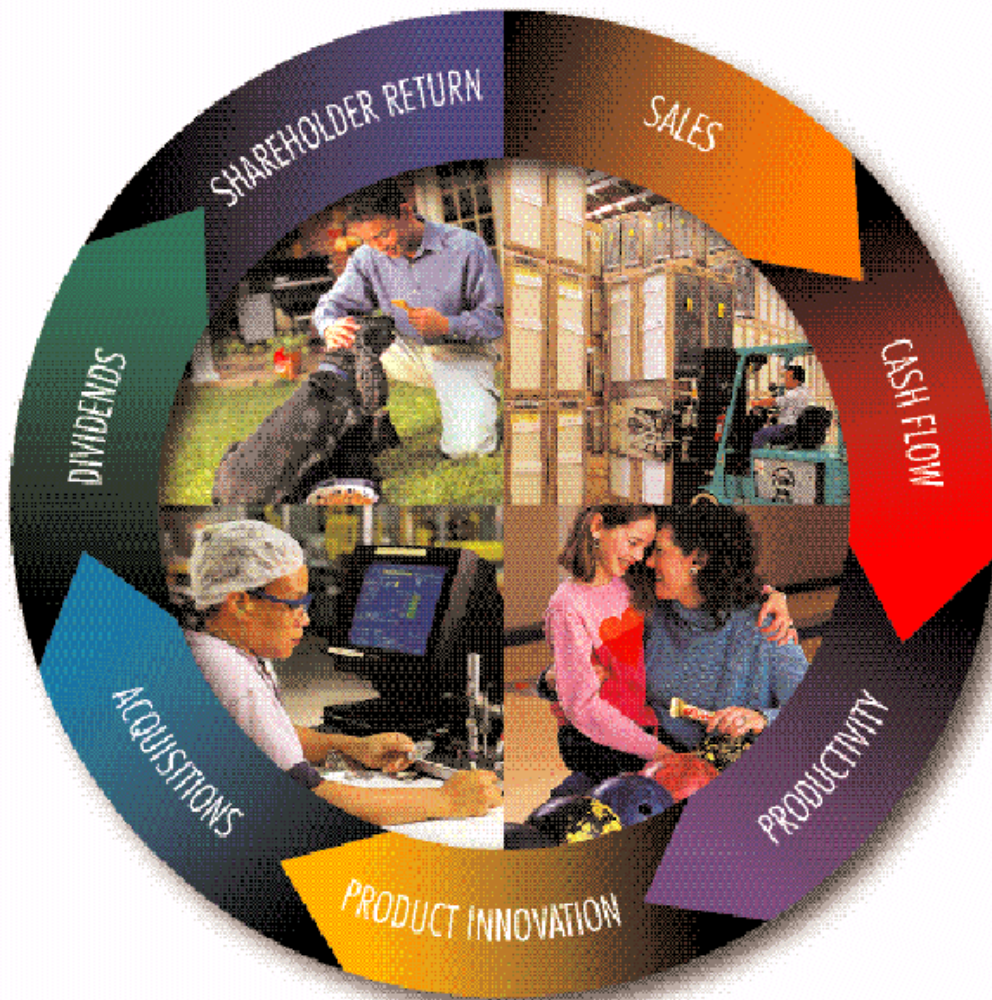 SALES
CASH FLOW
PRODUCTIVITY
PRODUCT INNOVATION
ACQUISITIONS
DIVIDENDS
SHAREHOLDER RETURN